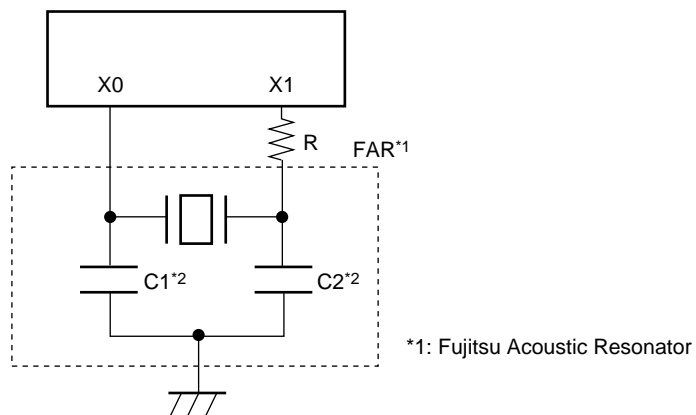 X0 X1
R
FAR*1
C1*2 C2*2
*1: Fujitsu Acoustic Resonator